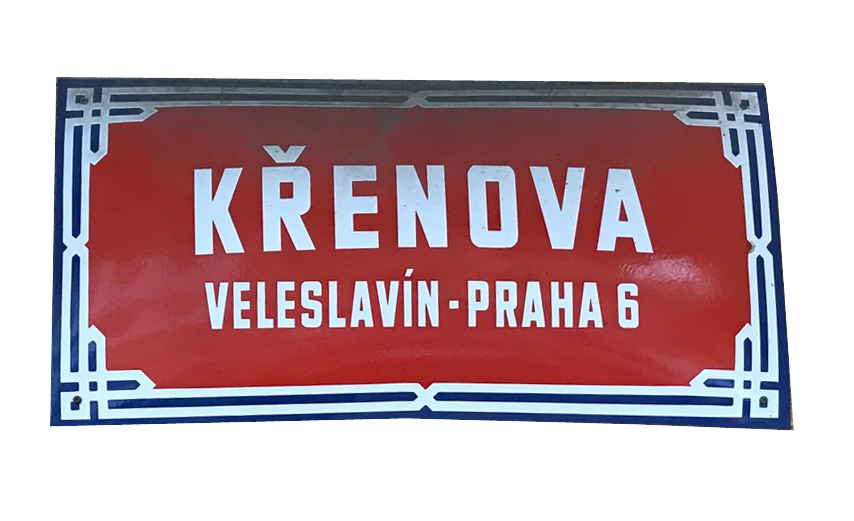 KŘENOVA
VELESLAVÍN - PRAHA 6